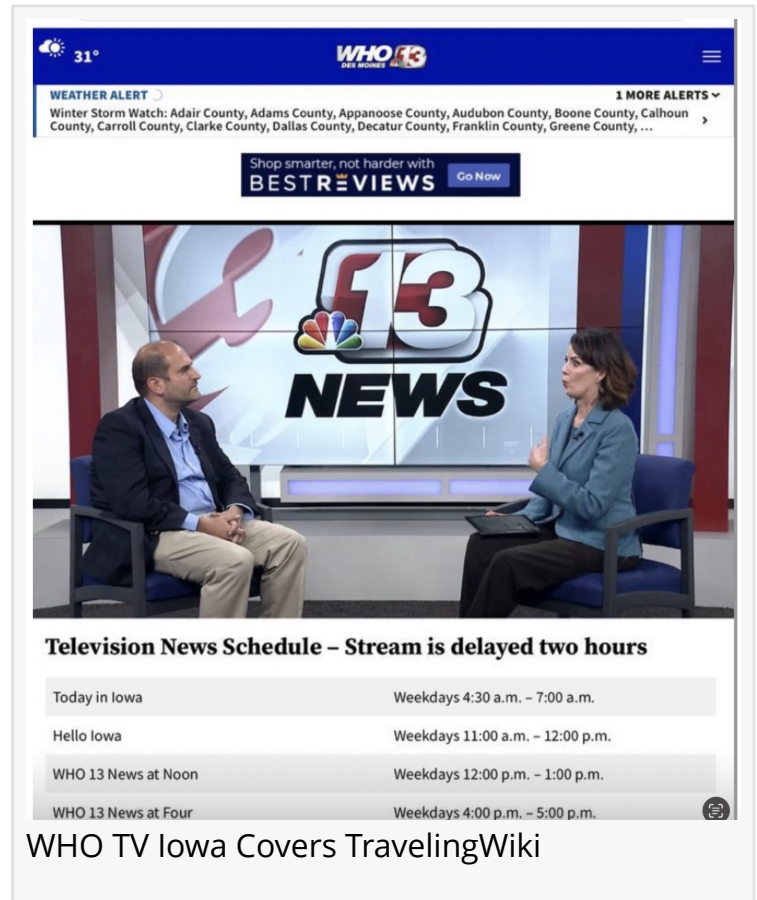 31°
WHO 13
DES MOINES
WEATHER ALERT
1 MORE ALERTS
Winter Storm Watch: Adair County, Adams County, Appanoose County, Audubon County, Boone County, Calhoun
County, Carroll County, Clarke County, Dallas County, Decatur County, Franklin County, Greene County, ...
Shop smarter, not harder with
BESTREVIEWS
Go Now
13
NEWS
Television News Schedule – Stream is delayed two hours
Today in Iowa Weekdays 4:30 a.m. – 7:00 a.m.
Hello Iowa Weekdays 11:00 a.m. – 12:00 p.m.
WHO 13 News at Noon Weekdays 12:00 p.m. – 1:00 p.m.
WHO 13 News at Four Weekdays 4:00 p.m. – 5:00 p.m.
WHO TV Iowa Covers TravelingWiki